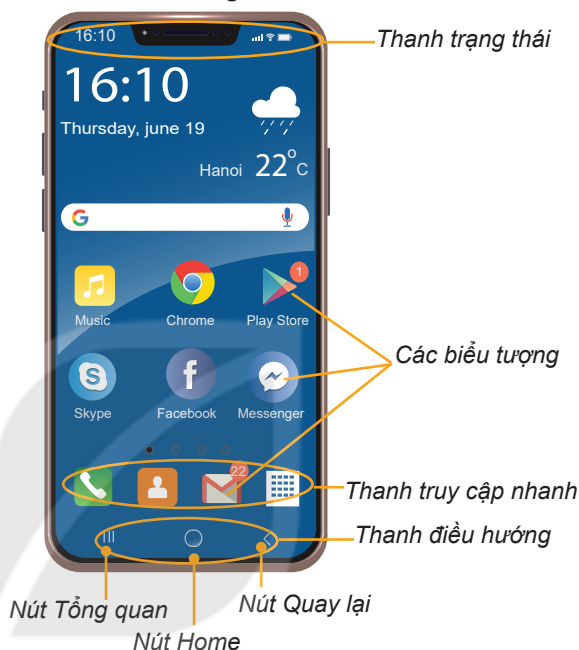 16:10
Thanh trạng thái
16:10
Thursday, june 19
Hanoi 22°C
G
1
Music Chrome Play Store
Các biểu tượng
S f
Skype Facebook Messenger
22
Thanh truy cập nhanh
Thanh điều hướng
Nút Tổng quan
Nút Quay lại
Nút Home